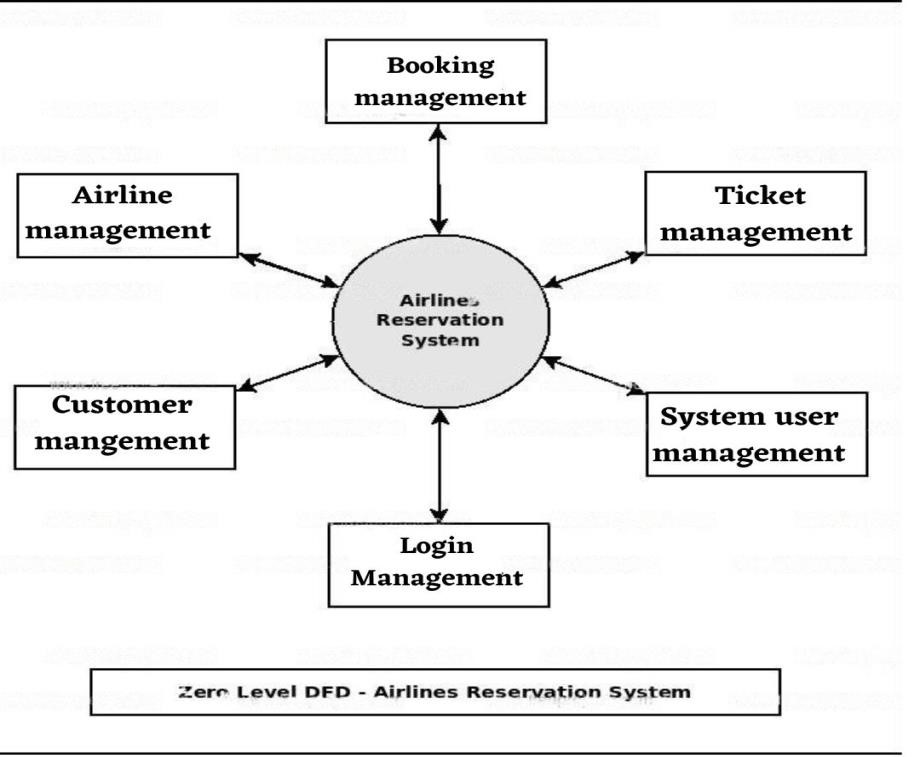 Booking
management
Airline
management
Ticket
management
Airlines
Reservation
System
Customer
mangement
System user
management
Login
Management
Zero Level DFD - Airlines Reservation System